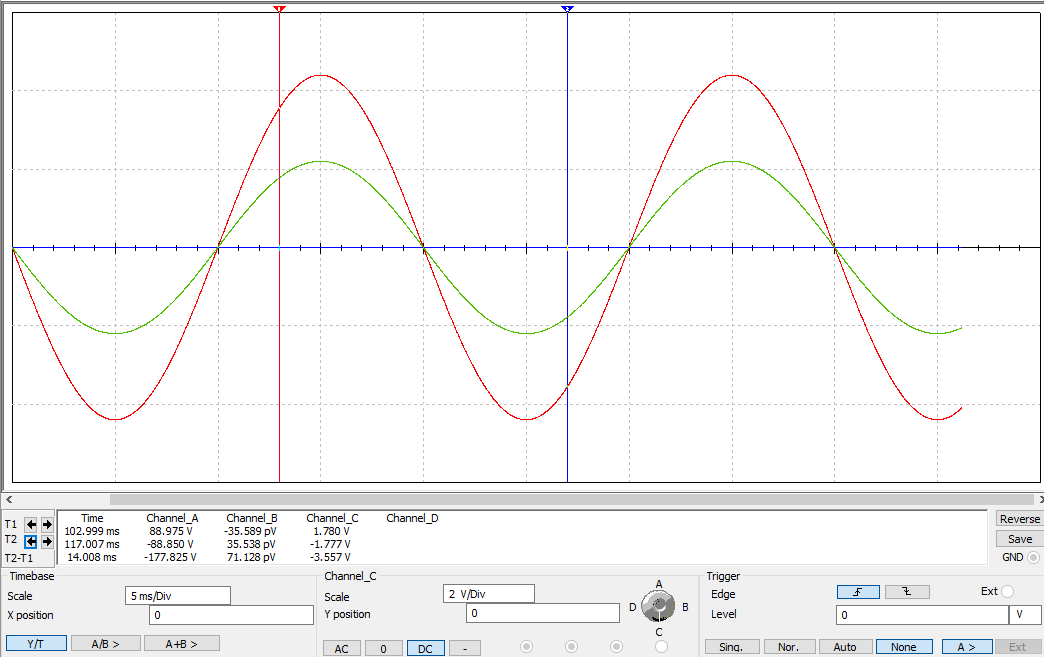 1 2
T1 T2 T2-T1
Time Channel_A Channel_B Channel_C Channel_D
102.999 ms 88.975 V -35.589 pV 1.780 V
117.007 ms -88.850 V 35.538 pV -1.777 V
14.008 ms -177.825 V 71.128 pV -3.557 V
Reverse
Save
GND
Timebase
Scale 5 ms/Div
X position 0
Y/T A/B > A+B >
Channel_C
Scale 2 V/Div
Y position 0
A
D B
C
AC 0 DC -
Trigger
Edge Ext
Level 0 V
Sing. Nor. Auto None A > Ext